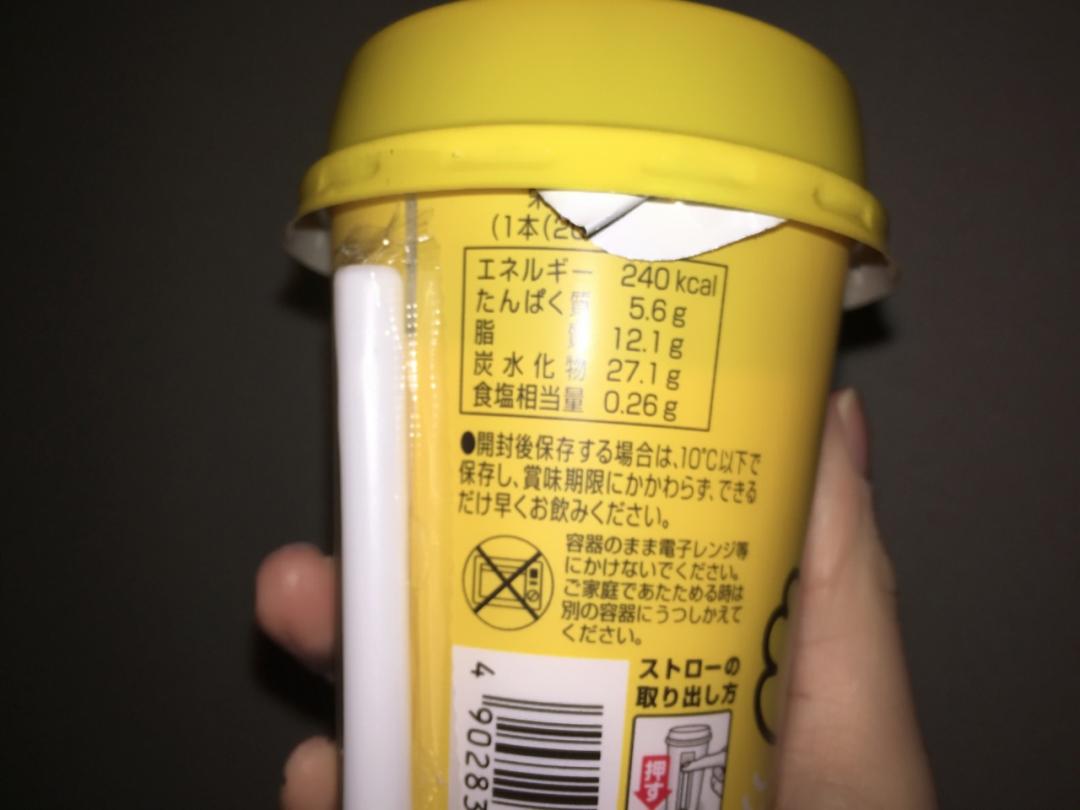 (1本(20
エネルギー 240 kcal
たんぱく質 5.6 g
脂質 12.1 g
炭水化物 27.1 g
食塩相当量 0.26 g
●開封後保存する場合は、10℃以下で
保存し、賞味期限にかかわらず、できる
だけ早くお飲みください。
容器のまま電子レンジ等
にかけないでください。
ご家庭であたためる時は
別の容器にうつしかえて
ください。
ストローの
取り出し方
押す
4 90283